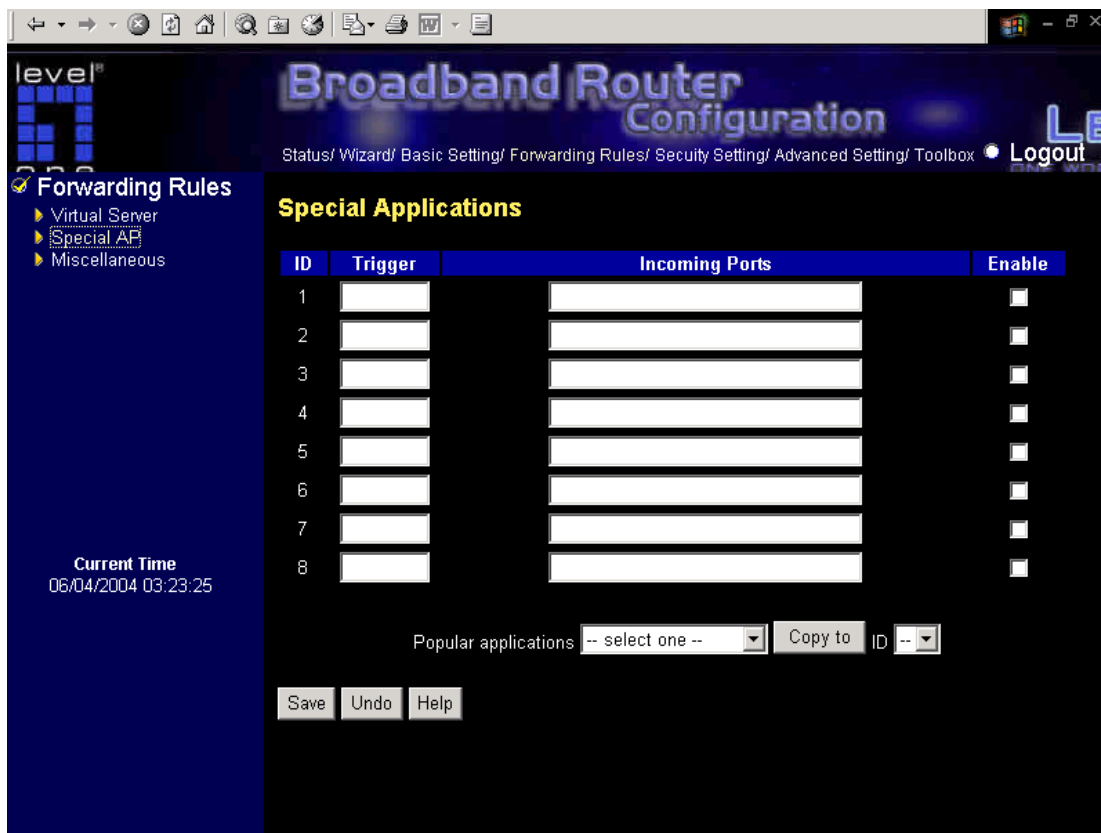 level®
one
Broadband Router
Configuration
Status/ Wizard/ Basic Setting/ Forwarding Rules/ Secuity Setting/ Advanced Setting/ Toolbox Logout
Forwarding Rules
Virtual Server
Special AP
Miscellaneous
Current Time
06/04/2004 03:23:25
Special Applications
ID Trigger Incoming Ports Enable
1
2
3
4
5
6
7
8
Popular applications -- select one -- Copy to ID --
Save Undo Help